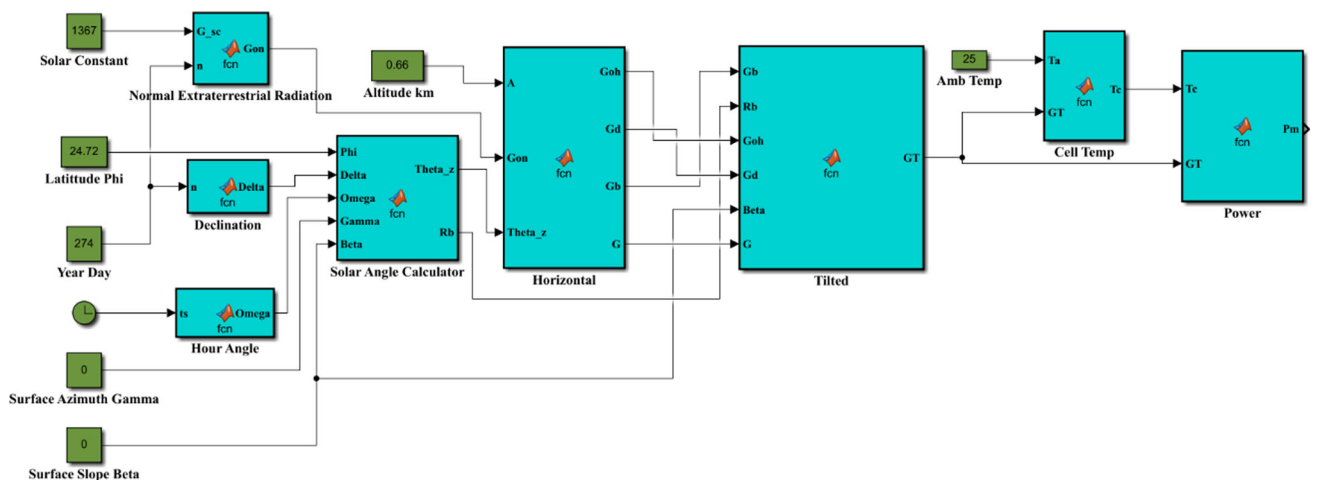 1367
Solar Constant
G_sc
Gon
n
fcn
Normal Extraterrestrial Radiation
24.72
Latittude Phi
n
Delta
fcn
Declination
274
Year Day
ts
Omega
fcn
Hour Angle
0
Surface Azimuth Gamma
0
Surface Slope Beta
Phi
Delta
Omega
Gamma
Beta
Theta_z
Rb
fcn
Solar Angle Calculator
0.66
Altitude km
A
Gon
Theta_z
Goh
Gd
Gb
G
fcn
Horizontal
Gb
Rb
Goh
Gd
Beta
G
GT
fcn
Tilted
25
Amb Temp
Ta
GT
Tc
fcn
Cell Temp
Tc
GT
Pm
fcn
Power